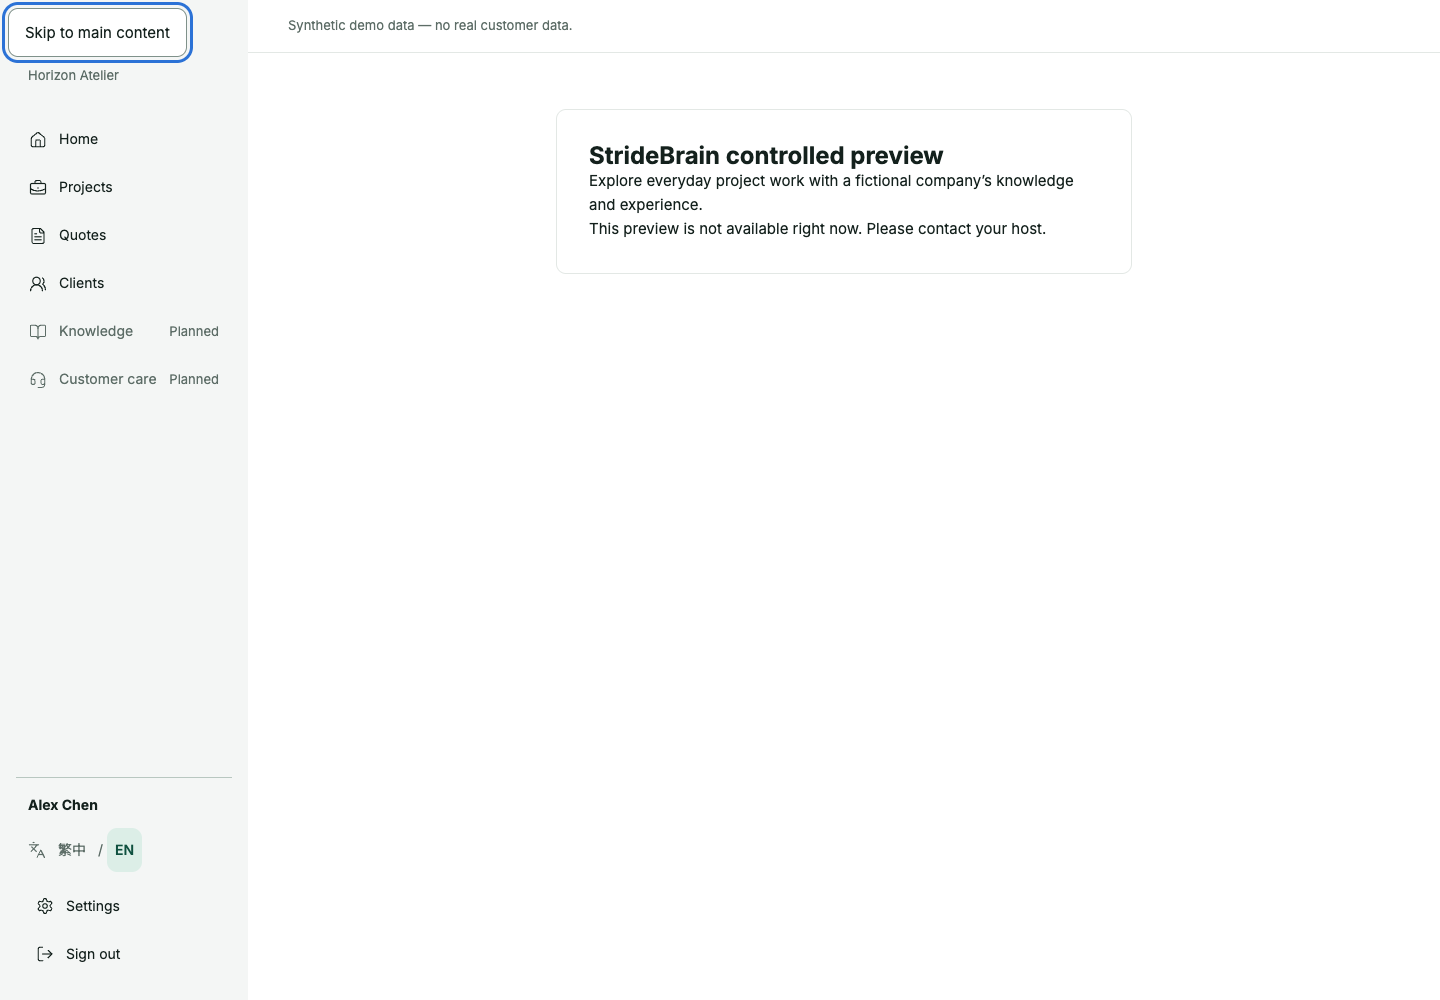 Skip to main content
Horizon Atelier
Home
Projects
Quotes
Clients
Knowledge Planned
Customer care Planned
Alex Chen
繁中 / EN
Settings
Sign out
Synthetic demo data — no real customer data.
StrideBrain controlled preview
Explore everyday project work with a fictional company’s knowledge
and experience.
This preview is not available right now. Please contact your host.